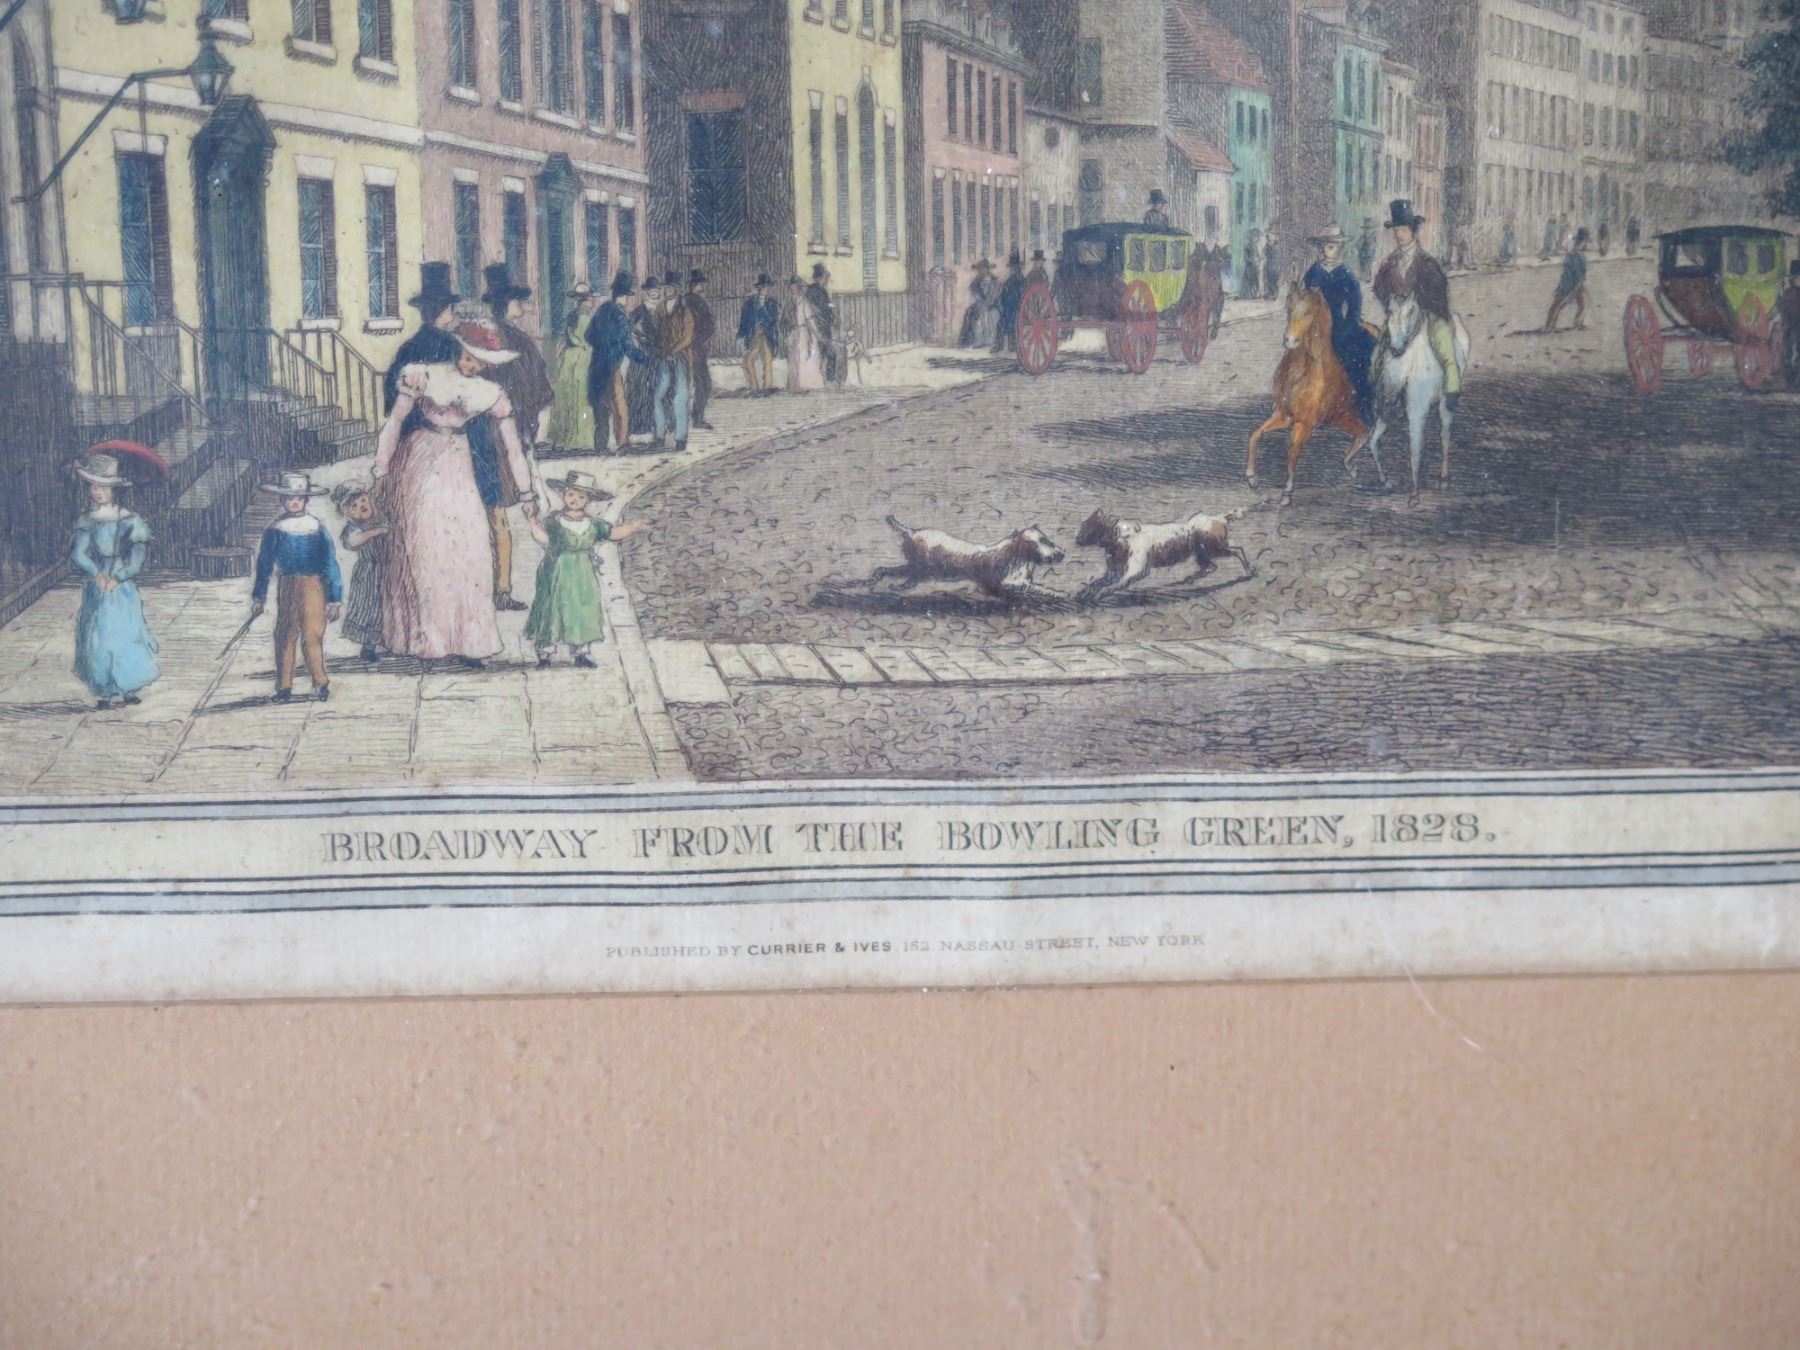 BROADWAY FROM THE BOWLING GREEN, 1828.
PUBLISHED BY CURRIER & IVES, 152, NASSAU STREET, NEW YORK